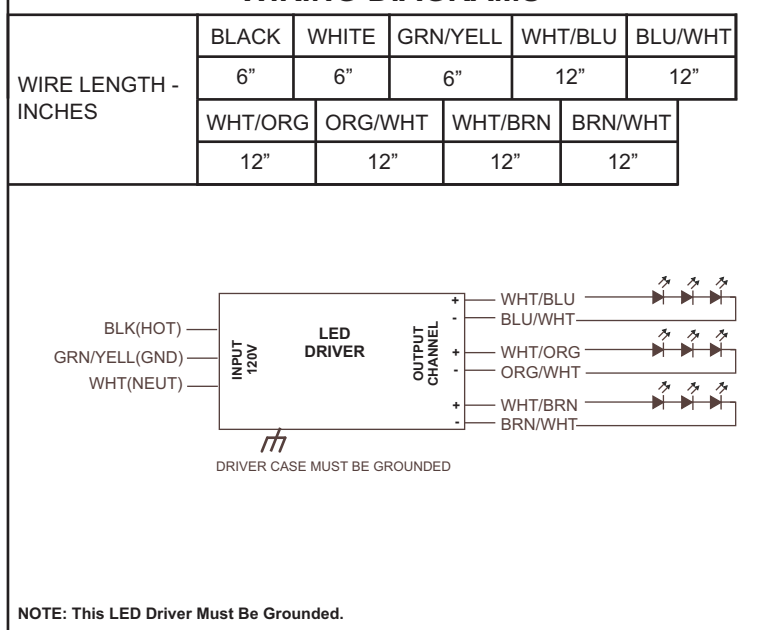 BLACK WHITE GRN/YELL WHT/BLU BLU/WHT
WIRE LENGTH -
INCHES
6” 6” 6” 12” 12”
WHT/ORG ORG/WHT WHT/BRN BRN/WHT
12” 12” 12” 12”
BLK(HOT)
GRN/YELL(GND)
WHT(NEUT)
INPUT
120V
LED
DRIVER
OUTPUT
CHANNEL
+ WHT/BLU
- BLU/WHT
+ WHT/ORG
- ORG/WHT
+ WHT/BRN
- BRN/WHT
DRIVER CASE MUST BE GROUNDED
NOTE: This LED Driver Must Be Grounded.